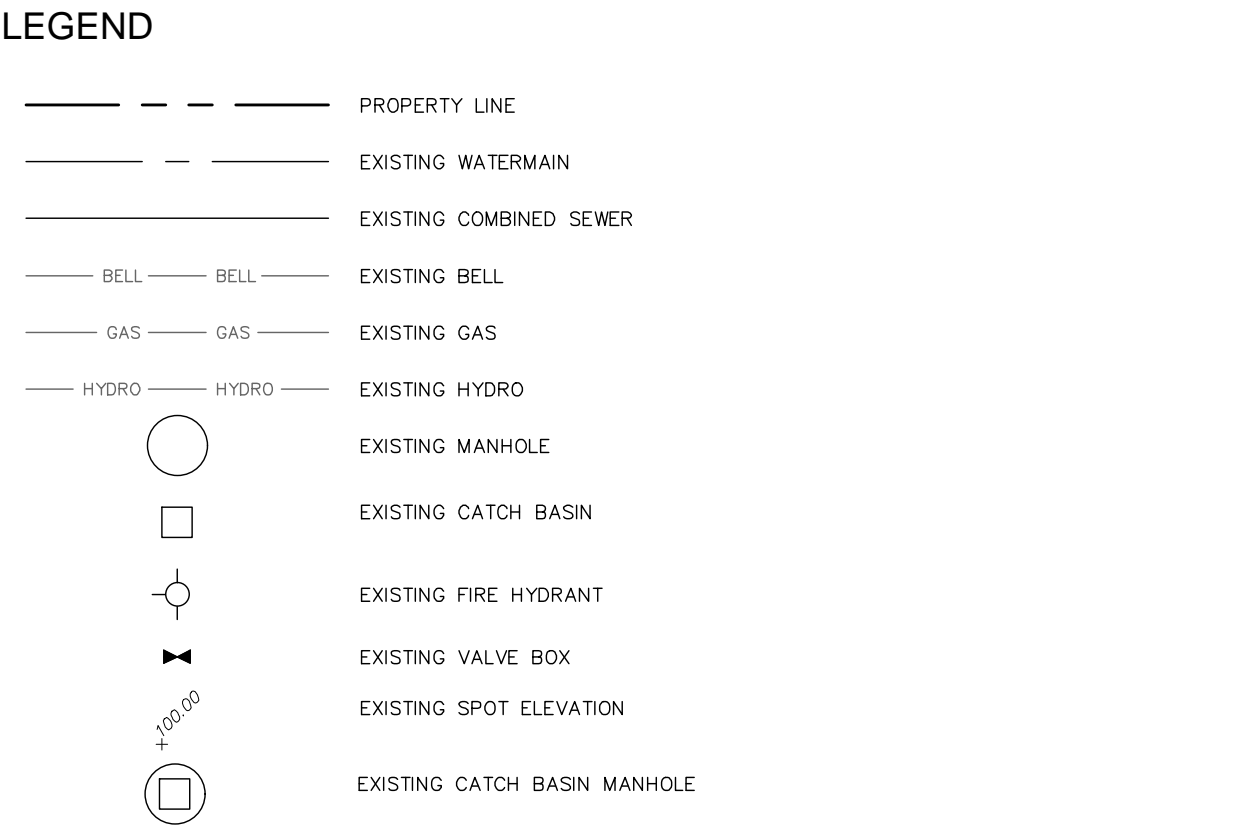 LEGEND
PROPERTY LINE
EXISTING WATERMAIN
EXISTING COMBINED SEWER
BELL BELL EXISTING BELL
GAS GAS EXISTING GAS
HYDRO HYDRO EXISTING HYDRO
EXISTING MANHOLE
EXISTING CATCH BASIN
EXISTING FIRE HYDRANT
EXISTING VALVE BOX
100.00 EXISTING SPOT ELEVATION
EXISTING CATCH BASIN MANHOLE